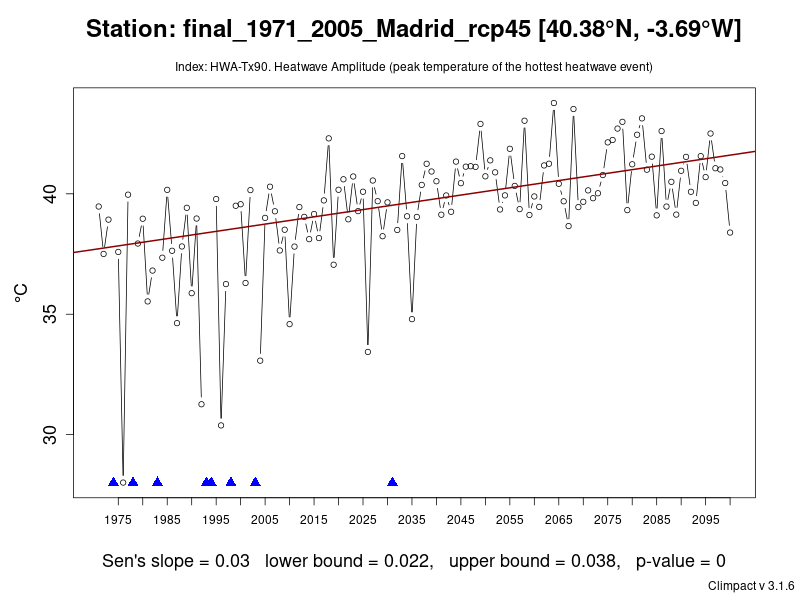 Station: final_1971_2005_Madrid_rcp45 [40.38°N, -3.69°W]
Index: HWA-Tx90. Heatwave Amplitude (peak temperature of the hottest heatwave event)
40
35
30
°C
1975 1985 1995 2005 2015 2025 2035 2045 2055 2065 2075 2085 2095
Sen's slope = 0.03 lower bound = 0.022, upper bound = 0.038, p-value = 0
Climpact v 3.1.6